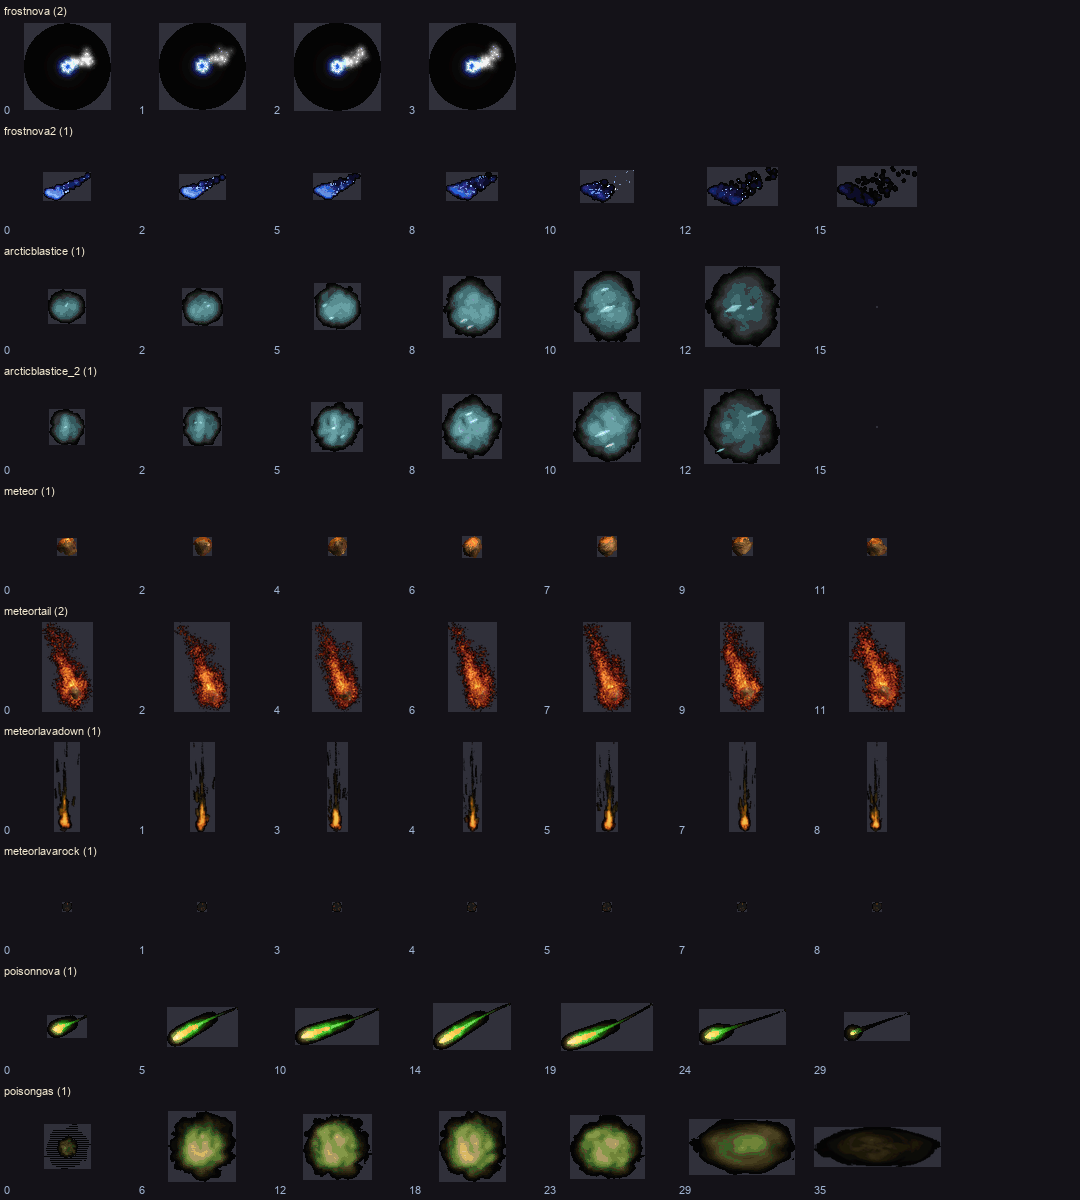 frostnova (2)
0 1 2 3
frostnova2 (1)
0 2 5 8 10 12 15
arcticblastice (1)
0 2 5 8 10 12 15
arcticblastice_2 (1)
0 2 5 8 10 12 15
meteor (1)
0 2 4 6 7 9 11
meteortail (2)
0 2 4 6 7 9 11
meteorlavadown (1)
0 1 3 4 5 7 8
meteorlavarock (1)
0 1 3 4 5 7 8
poisonnova (1)
0 5 10 14 19 24 29
poisongas (1)
0 6 12 18 23 29 35